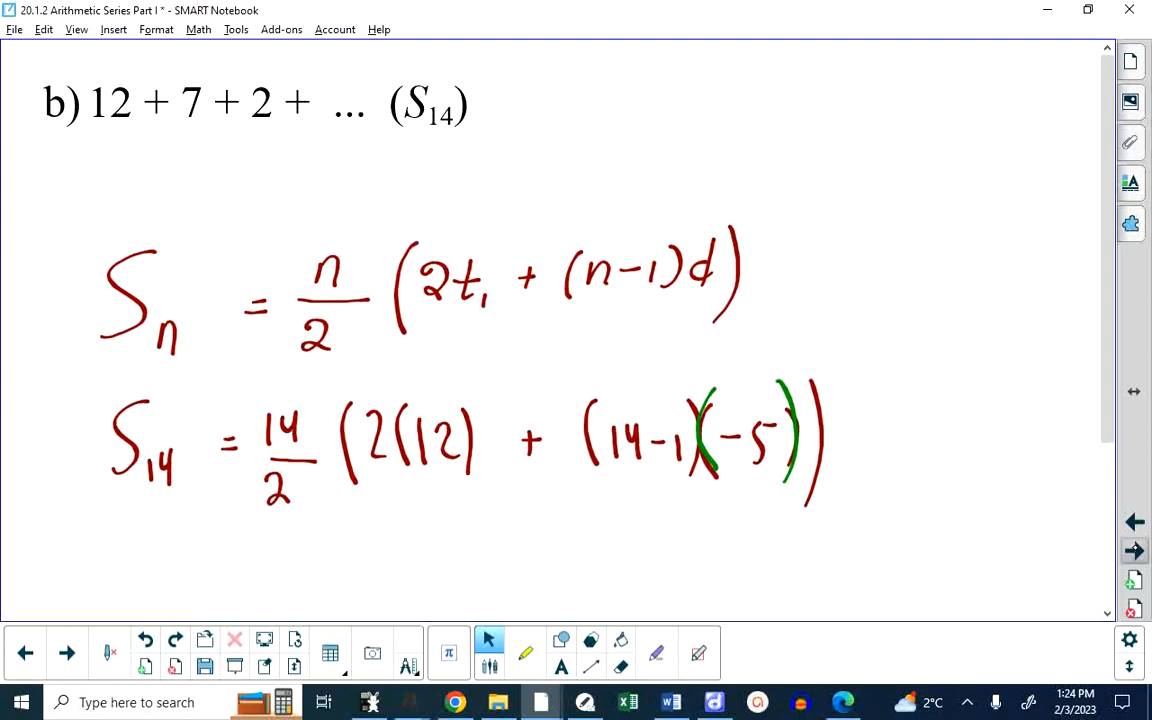 20.1.2 Arithmetic Series Part I * - SMART Notebook
File Edit View Insert Format Math Tools Add-ons Account Help
b) 12 + 7 + 2 + ... (S₁₄)
Sₙ = n/2 (2t₁ + (n-1)d)
S₁₄ = 14/2 (2(12) + (14-1)(-5))
π
A
Type here to search
2°C
1:24 PM
2/3/2023